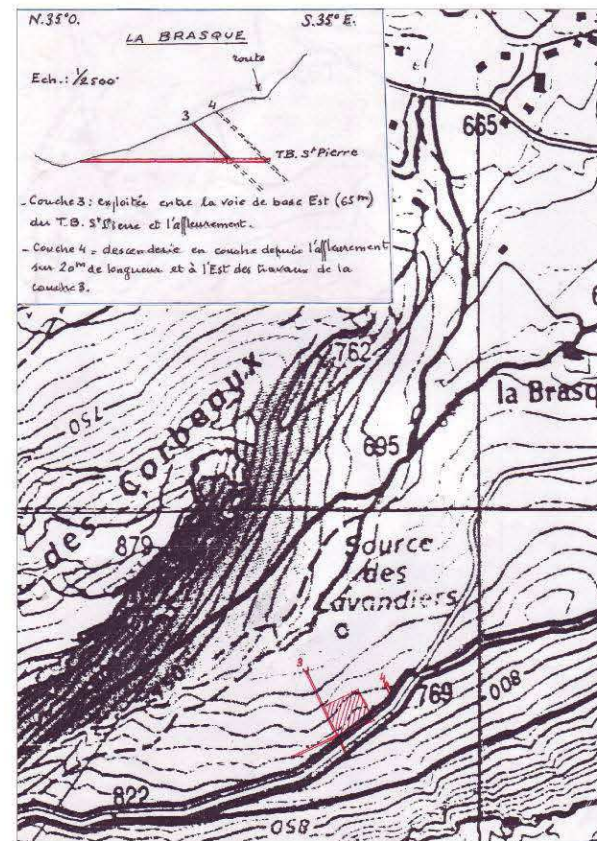 N.35°O. S.35°E.
LA BRASQUE
Ech.: 1/2500°
route
3 4
T.B. St Pierre
- Couche 3: exploitée entre la voie de base Est (65m)
du T.B. St Pierre et l'affleurement.
- Couche 4 = descenderie en couche depuis l'affleurement
sur 20m de longueur et à l'Est des travaux de la
couche 3.
665
762
la Brasq
750
Corbeaux
695
des
879
Source
des
Lavandiers
3
4
769
800
822
850